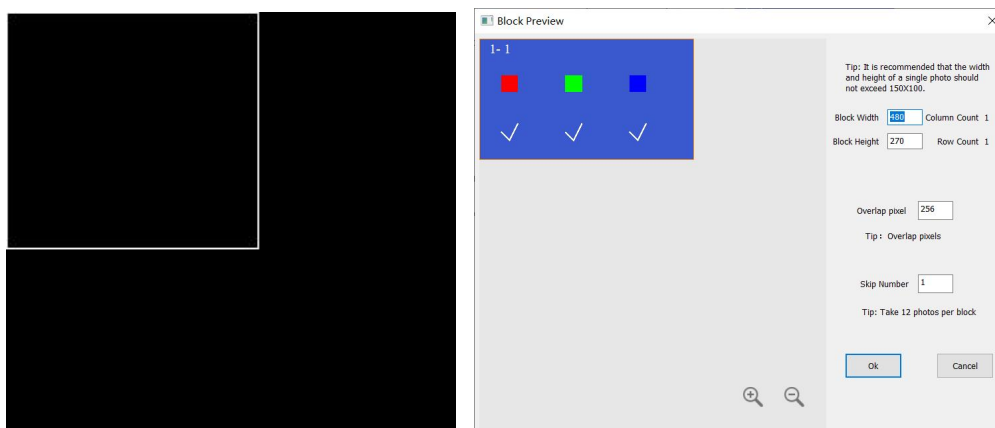 Block Preview
1- 1
Tip: It is recommended that the width
and height of a single photo should
not exceed 150X100.
Block Width 480 Column Count 1
Block Height 270 Row Count 1
Overlap pixel 256
Tip: Overlap pixels
Skip Number 1
Tip: Take 12 photos per block
Ok Cancel